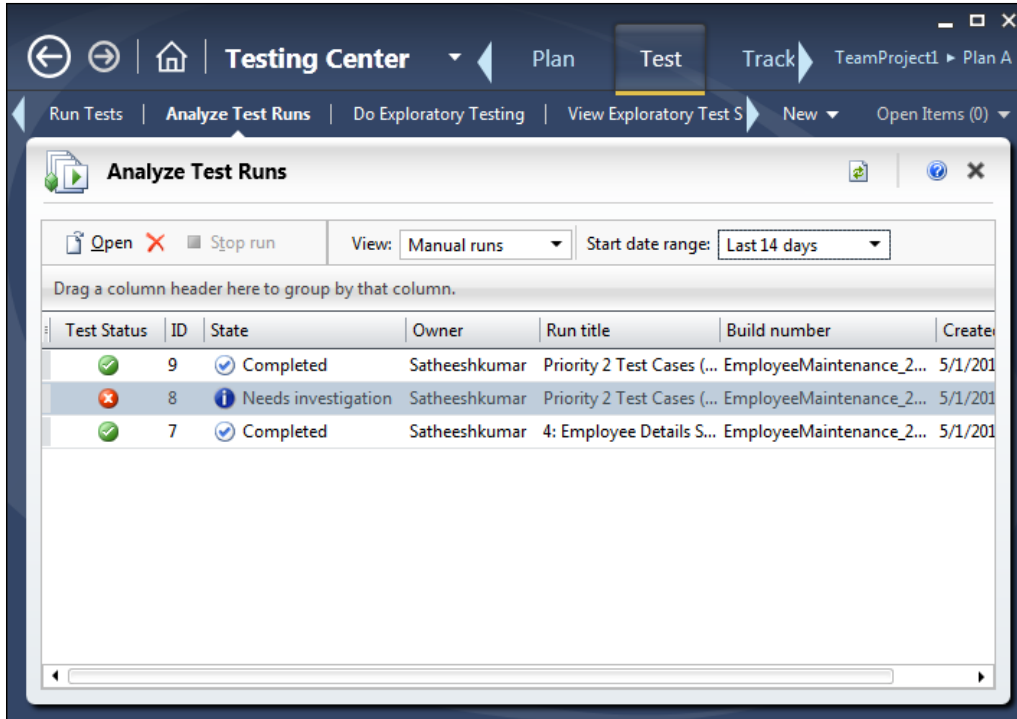 Testing Center Plan Test Track TeamProject1 ▸ Plan A
Run Tests | Analyze Test Runs | Do Exploratory Testing | View Exploratory Test S New Open Items (0)
Analyze Test Runs
Open Stop run View: Manual runs Start date range: Last 14 days
Drag a column header here to group by that column.
Test Status ID State Owner Run title Build number Created
9 Completed Satheeshkumar Priority 2 Test Cases (... EmployeeMaintenance_2... 5/1/201
8 Needs investigation Satheeshkumar Priority 2 Test Cases (... EmployeeMaintenance_2... 5/1/201
7 Completed Satheeshkumar 4: Employee Details S... EmployeeMaintenance_2... 5/1/201